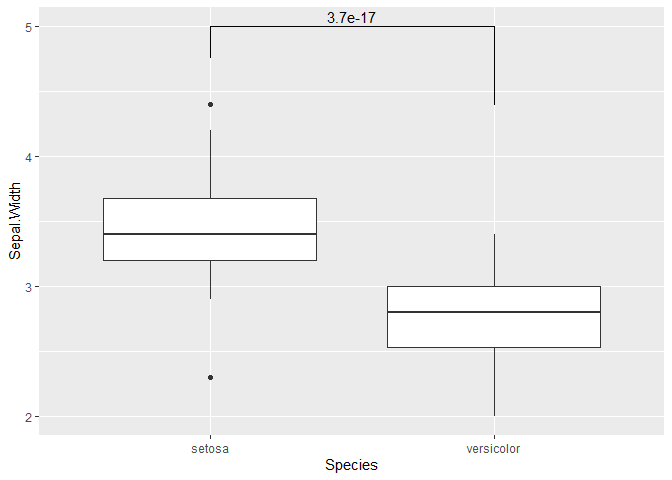 3.7e-17
5
4
3
2
Sepal.Width
setosa
versicolor
Species